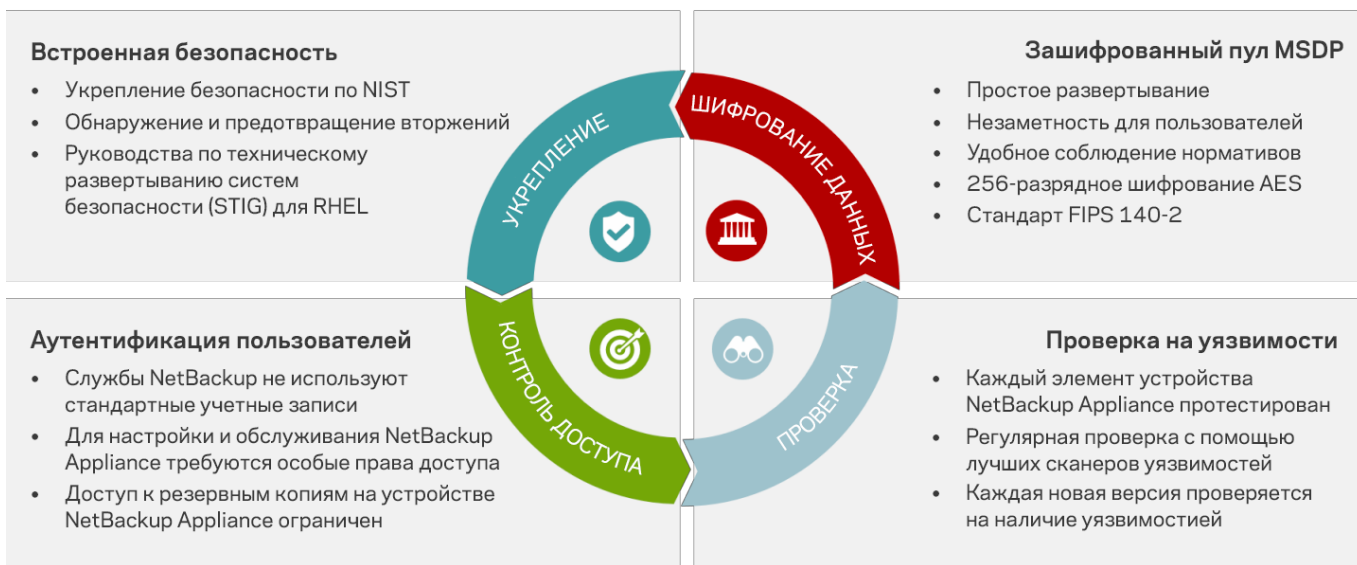 Встроенная безопасность
• Укрепление безопасности по NIST
• Обнаружение и предотвращение вторжений
• Руководства по техническому
развертыванию систем
безопасности (STIG) для RHEL
Зашифрованный пул MSDP
• Простое развертывание
• Незаметность для пользователей
• Удобное соблюдение нормативов
• 256-разрядное шифрование AES
• Стандарт FIPS 140-2
УКРЕПЛЕНИЕ
ШИФРОВАНИЕ ДАННЫХ
КОНТРОЛЬ ДОСТУПА
ПРОВЕРКА
Аутентификация пользователей
• Службы NetBackup не используют
стандартные учетные записи
• Для настройки и обслуживания NetBackup
Appliance требуются особые права доступа
• Доступ к резервным копиям на устройстве
NetBackup Appliance ограничен
Проверка на уязвимости
• Каждый элемент устройства
NetBackup Appliance протестирован
• Регулярная проверка с помощью
лучших сканеров уязвимостей
• Каждая новая версия проверяется
на наличие уязвимостией